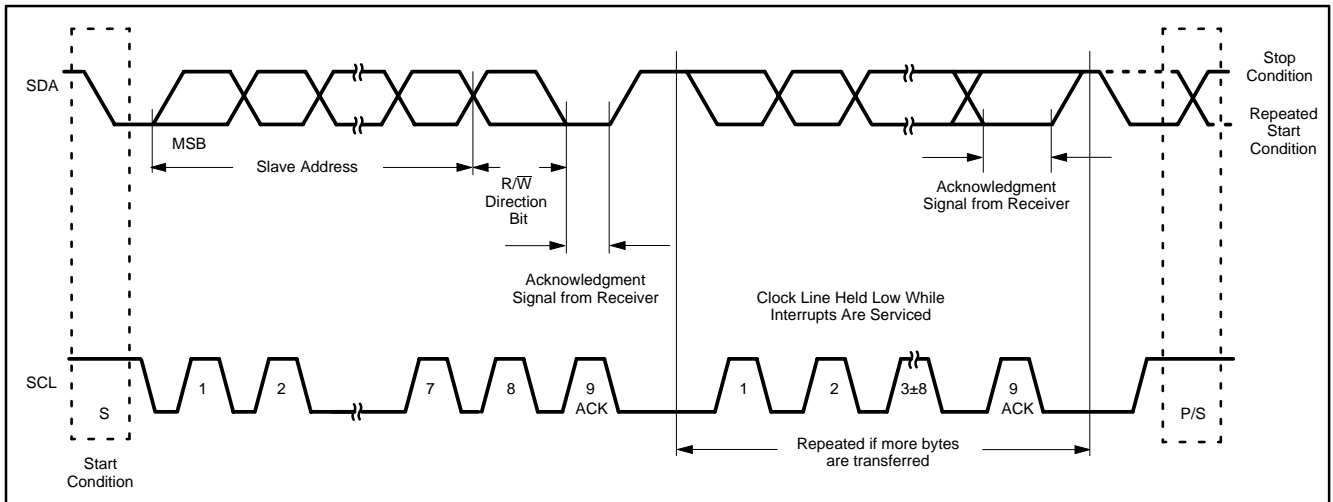 SDA
MSB
Slave Address
R/W̅
Direction
Bit
Acknowledgment
Signal from Receiver
Stop
Condition
Repeated
Start
Condition
Acknowledgment
Signal from Receiver
Clock Line Held Low While
Interrupts Are Serviced
SCL
S
1
2
7
8
9
ACK
1
2
3±8
9
ACK
P/S
Start
Condition
Repeated if more bytes
are transferred